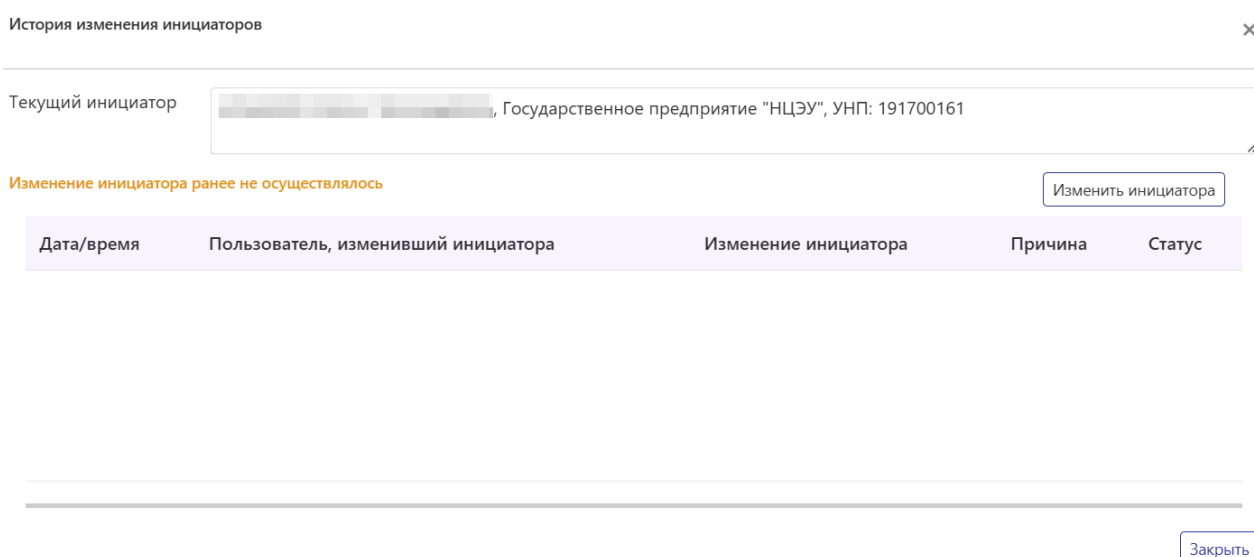 История изменения инициаторов
×
Текущий инициатор
, Государственное предприятие "НЦЭУ", УНП: 191700161
Изменение инициатора ранее не осуществлялось
Изменить инициатора
Дата/время Пользователь, изменивший инициатора Изменение инициатора Причина Статус
Закрыть